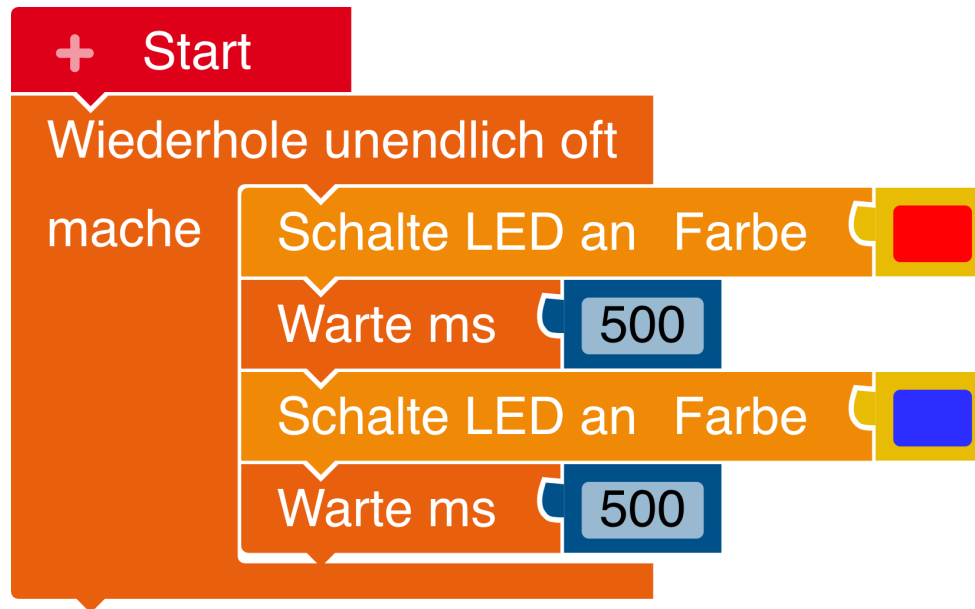 + Start
Wiederhole unendlich oft
mache Schalte LED an Farbe
Warte ms 500
Schalte LED an Farbe
Warte ms 500